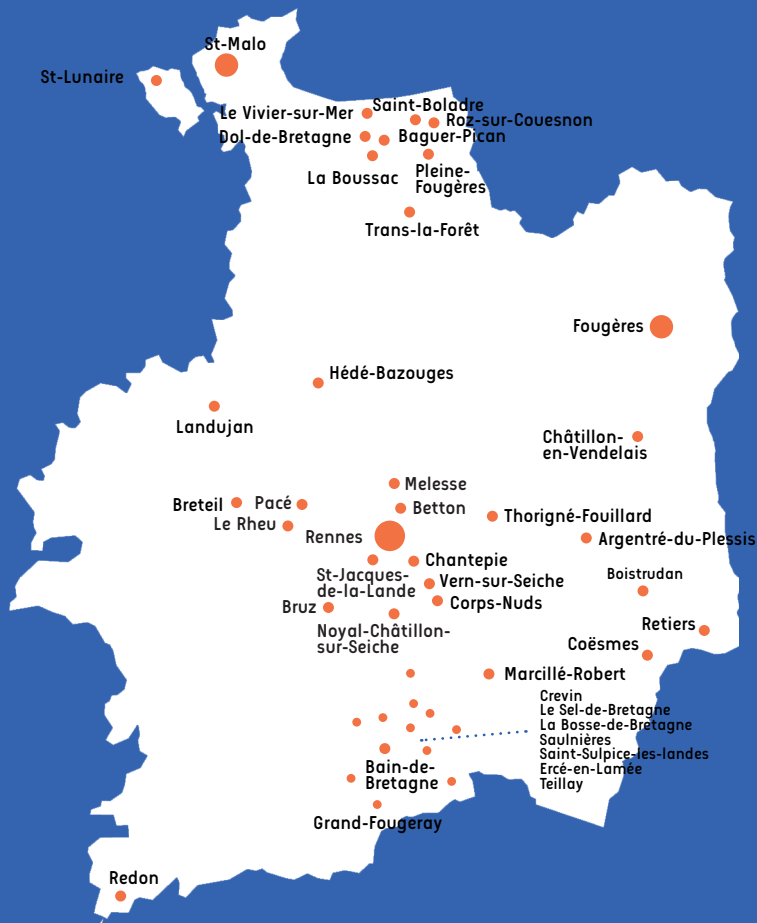 St-Malo
St-Lunaire
Saint-Boladre
Le Vivier-sur-Mer
Roz-sur-Couesnon
Dol-de-Bretagne
Baguer-Pican
La Boussac
Pleine-
Fougères
Trans-la-Forêt
Fougères
Hédé-Bazouges
Landujan
Châtillon-
en-Vendelais
Melesse
Breteil
Pacé
Betton
Le Rheu
Thorigné-Fouillard
Rennes
Argentré-du-Plessis
Chantepie
St-Jacques-
de-la-Lande
Boistrudan
Vern-sur-Seiche
Bruz
Corps-Nuds
Noyal-Châtillon-
sur-Seiche
Retiers
Coësmes
Marcillé-Robert
Crevin
Le Sel-de-Bretagne
La Bosse-de-Bretagne
Saulnières
Saint-Sulpice-les-landes
Ercé-en-Lamée
Teillay
Bain-de-
Bretagne
Grand-Fougeray
Redon